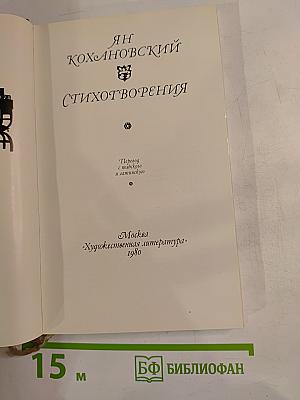 ЯН
КОХАНОВСКИЙ
СТИХОТВОРЕНИЯ
Перевод
с польского
и латинского
Москва
«Художественная литература»
1980
15 м
БФ БИБЛИОФАН